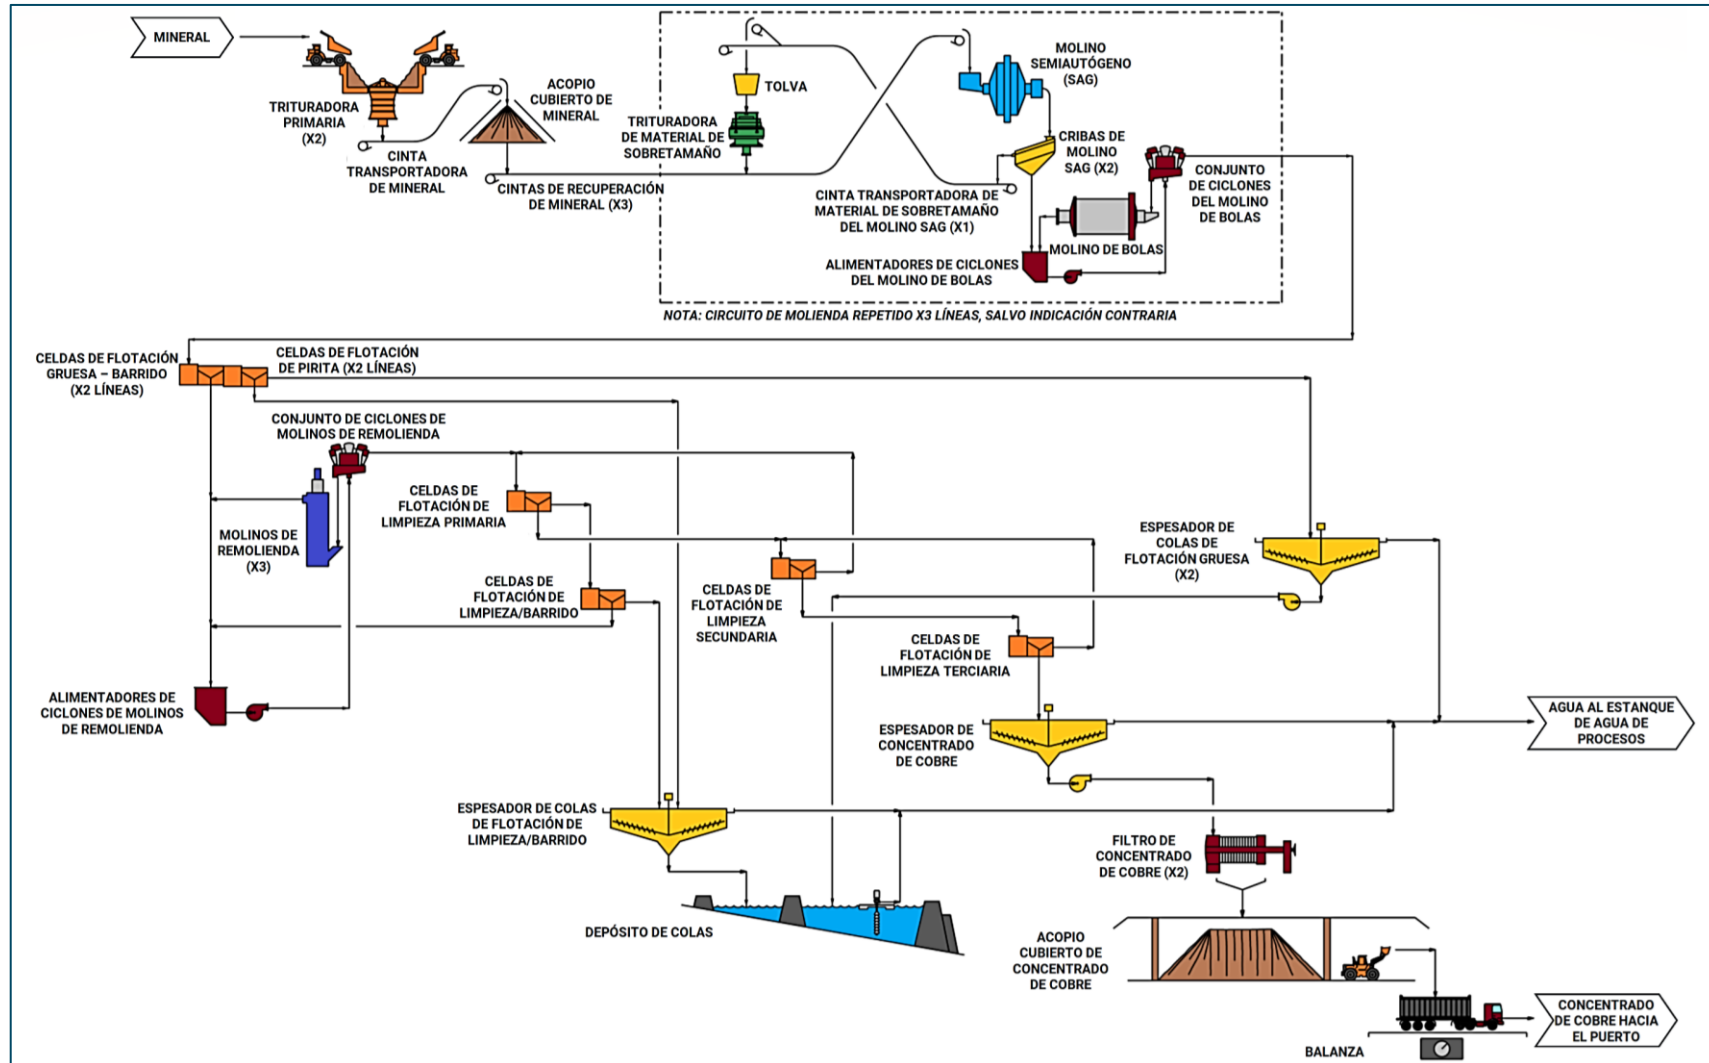 MINERAL
TRITURADORA
PRIMARIA
(X2)
CINTA
TRANSPORTADORA
DE MINERAL
ACOPIO
CUBIERTO DE
MINERAL
CINTAS DE RECUPERACIÓN
DE MINERAL (X3)
TOLVA
TRITURADORA
DE MATERIAL DE
SOBRETAMAÑO
MOLINO
SEMIAUTÓGENO
(SAG)
CRIBAS DE
MOLINO
SAG (X2)
CINTA TRANSPORTADORA DE
MATERIAL DE SOBRETAMAÑO
DEL MOLINO SAG (X1)
CONJUNTO
DE CICLONES
DEL MOLINO
DE BOLAS
MOLINO DE BOLAS
ALIMENTADORES DE CICLONES
DEL MOLINO DE BOLAS
NOTA: CIRCUITO DE MOLIENDA REPETIDO X3 LÍNEAS, SALVO INDICACIÓN CONTRARIA
CELDAS DE FLOTACIÓN
GRUESA – BARRIDO
(X2 LÍNEAS)
CELDAS DE FLOTACIÓN
DE PIRITA (X2 LÍNEAS)
CONJUNTO DE CICLONES DE
MOLINOS DE REMOLIENDA
MOLINOS DE
REMOLIENDA
(X3)
CELDAS DE
FLOTACIÓN DE
LIMPIEZA PRIMARIA
CELDAS DE
FLOTACIÓN DE
LIMPIEZA/BARRIDO
CELDAS DE
FLOTACIÓN DE
LIMPIEZA
SECUNDARIA
CELDAS DE
FLOTACIÓN DE
LIMPIEZA TERCIARIA
ESPESADOR DE
COLAS DE
FLOTACIÓN GRUESA
(X2)
ALIMENTADORES DE
CICLONES DE MOLINOS
DE REMOLIENDA
ESPESADOR DE
CONCENTRADO
DE COBRE
AGUA AL ESTANQUE
DE AGUA DE
PROCESOS
ESPESADOR DE COLAS
DE FLOTACIÓN DE
LIMPIEZA/BARRIDO
FILTRO DE
CONCENTRADO
DE COBRE (X2)
DEPÓSITO DE COLAS
ACOPIO
CUBIERTO DE
CONCENTRADO
DE COBRE
BALANZA
CONCENTRADO
DE COBRE HACIA
EL PUERTO